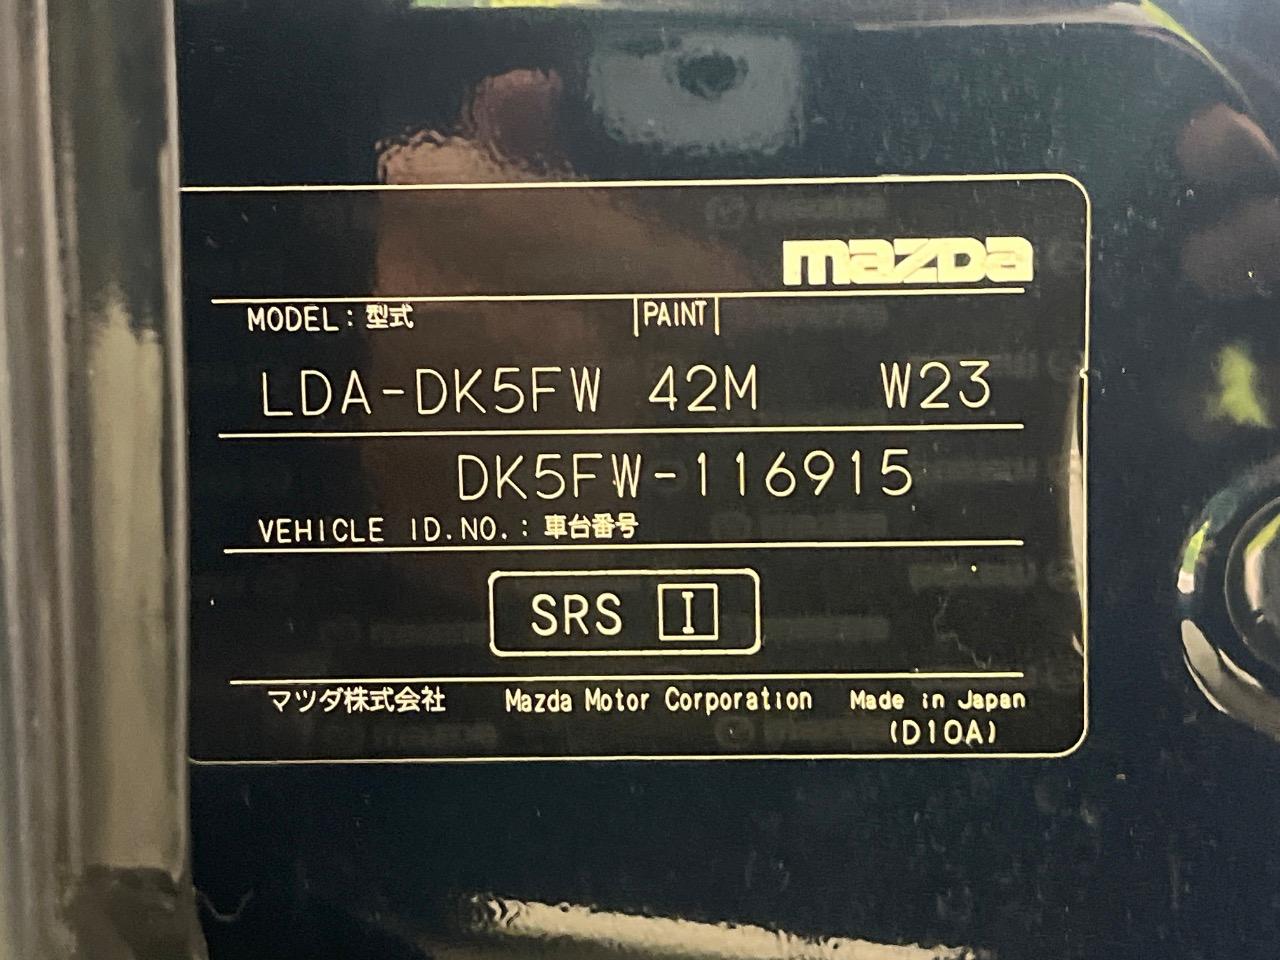 mazda
MODEL: 型式 PAINT
LDA-DK5FW 42M W23
DK5FW-116915
VEHICLE ID.NO.: 車台番号
SRS I
マツダ株式会社 Mazda Motor Corporation Made in Japan
(D10A)